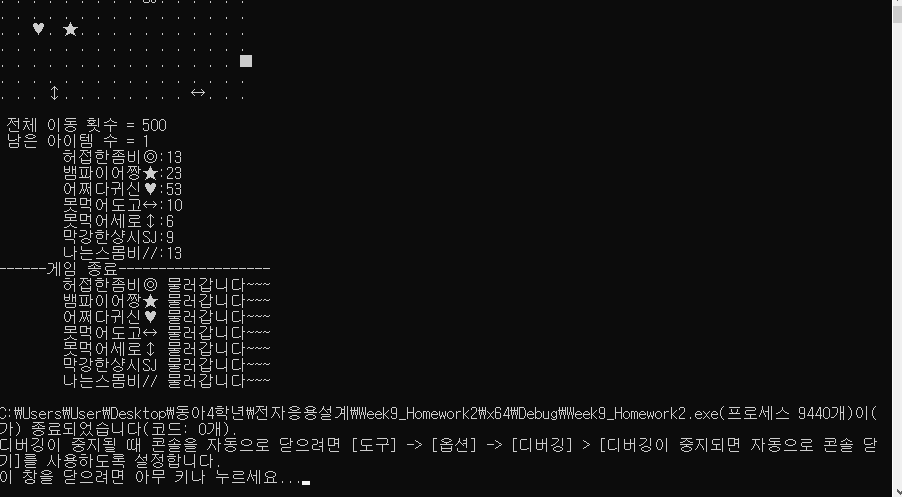 . . . . . . . . . SJ . . . . . .
. . . . . . . . . . . . . . . .
. . ♥ . ★ . . . . . . . . . . .
. . . . . . . . . . . . . . . .
. . . . . . . . . . . . . . . ■
. . . . . . . . . . . . . . . .
. . . ↕ . . . . . . . . ↔ . . .
전체 이동 횟수 = 500
남은 아이템 수 = 1
허접한좀비◎:13
뱀파이어짱★:23
어쩌다귀신♥:53
못먹어도고↔:10
못먹어세로↕:6
막강한샹시SJ:9
나는스몸비//:13
------게임 종료-------------------
허접한좀비◎ 물러갑니다~~~
뱀파이어짱★ 물러갑니다~~~
어쩌다귀신♥ 물러갑니다~~~
못먹어도고↔ 물러갑니다~~~
못먹어세로↕ 물러갑니다~~~
막강한샹시SJ 물러갑니다~~~
나는스몸비// 물러갑니다~~~
C:₩Users₩User₩Desktop₩동아4학년₩전자응용설계₩Week9_Homework2₩x64₩Debug₩Week9_Homework2.exe(프로세스 9440개)이(
가) 종료되었습니다(코드: 0개).
디버깅이 중지될 때 콘솔을 자동으로 닫으려면 [도구] -> [옵션] -> [디버깅] > [디버깅이 중지되면 자동으로 콘솔 닫
기]를 사용하도록 설정합니다.
이 창을 닫으려면 아무 키나 누르세요...